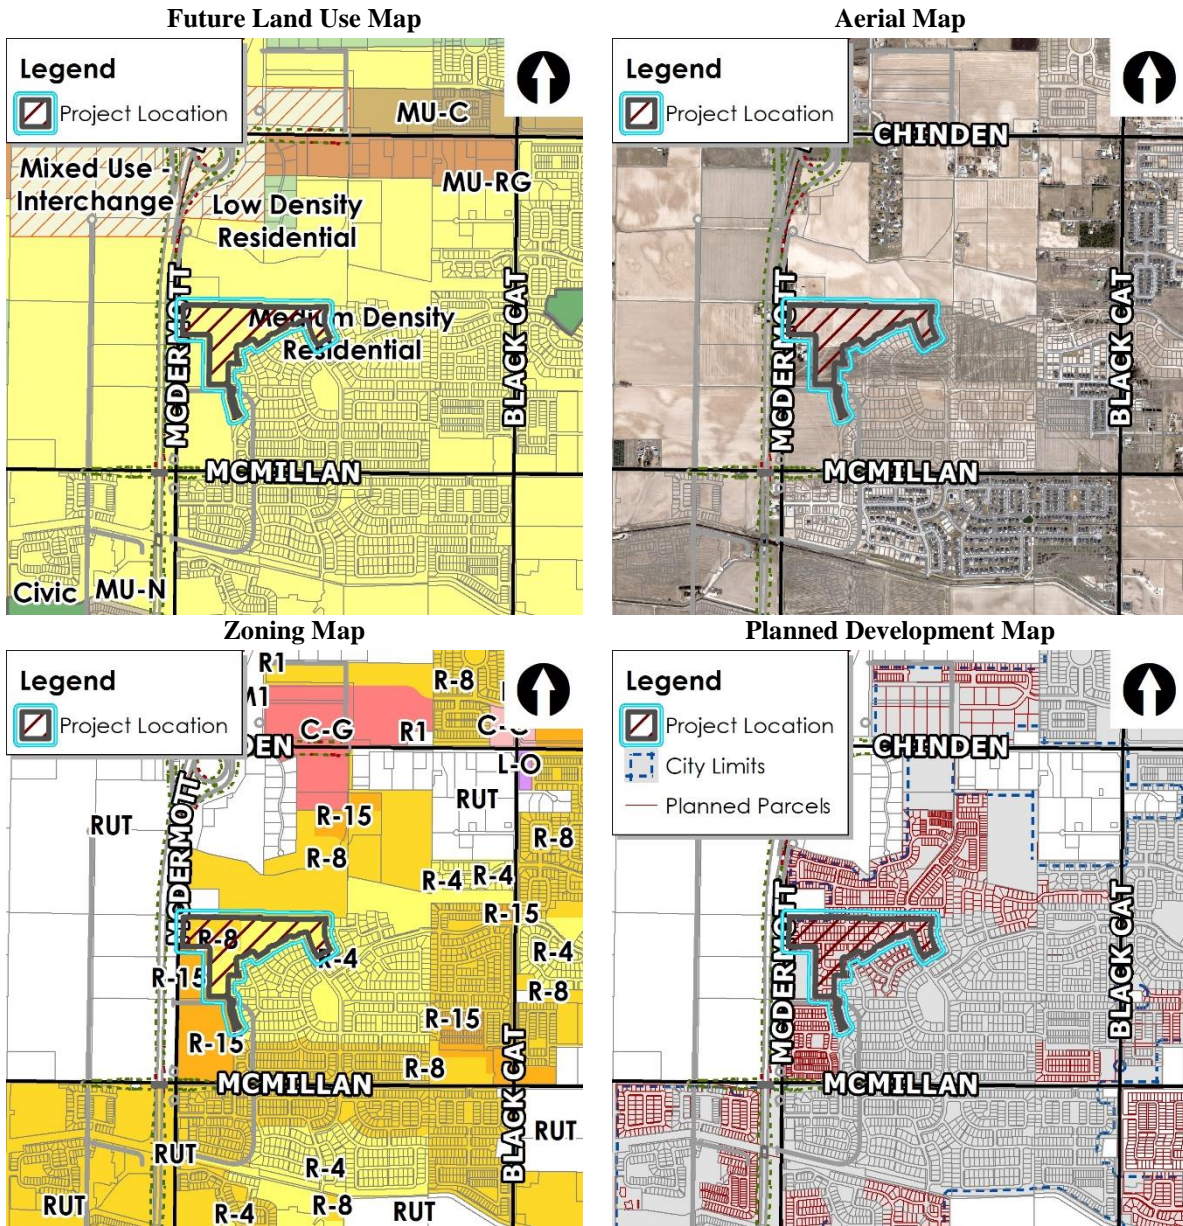 Future Land Use Map
Legend
Project Location
MU-C
Mixed Use -
Interchange
MU-RG
Low Density
Residential
MCDERMOTT
Medium Density
Residential
BLACK CAT
MCMILLAN
Civic
MU-N
Aerial Map
Legend
Project Location
CHINDEN
MCDERMOTT
BLACK CAT
MCMILLAN
Zoning Map
Legend
Project Location
R1
R-8
C-G
R1
L-O
MCDERMOTT
RUT
RUT
R-15
R-8
R-8
R-4
R-4
R-15
R-8
R-4
R-4
R-15
R-8
R-15
R-15
R-8
BLACK CAT
MCMILLAN
RUT
RUT
R-4
RUT
R-4
R-8
RUT
Planned Development Map
Legend
Project Location
City Limits
Planned Parcels
CHINDEN
MCDERMOTT
BLACK CAT
MCMILLAN